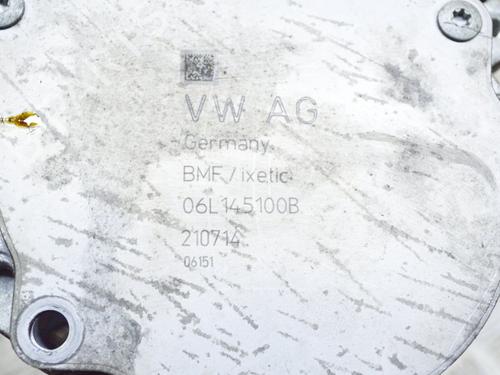 VW AG
Germany
BMF/ixetic
06L145100B
210714
06151